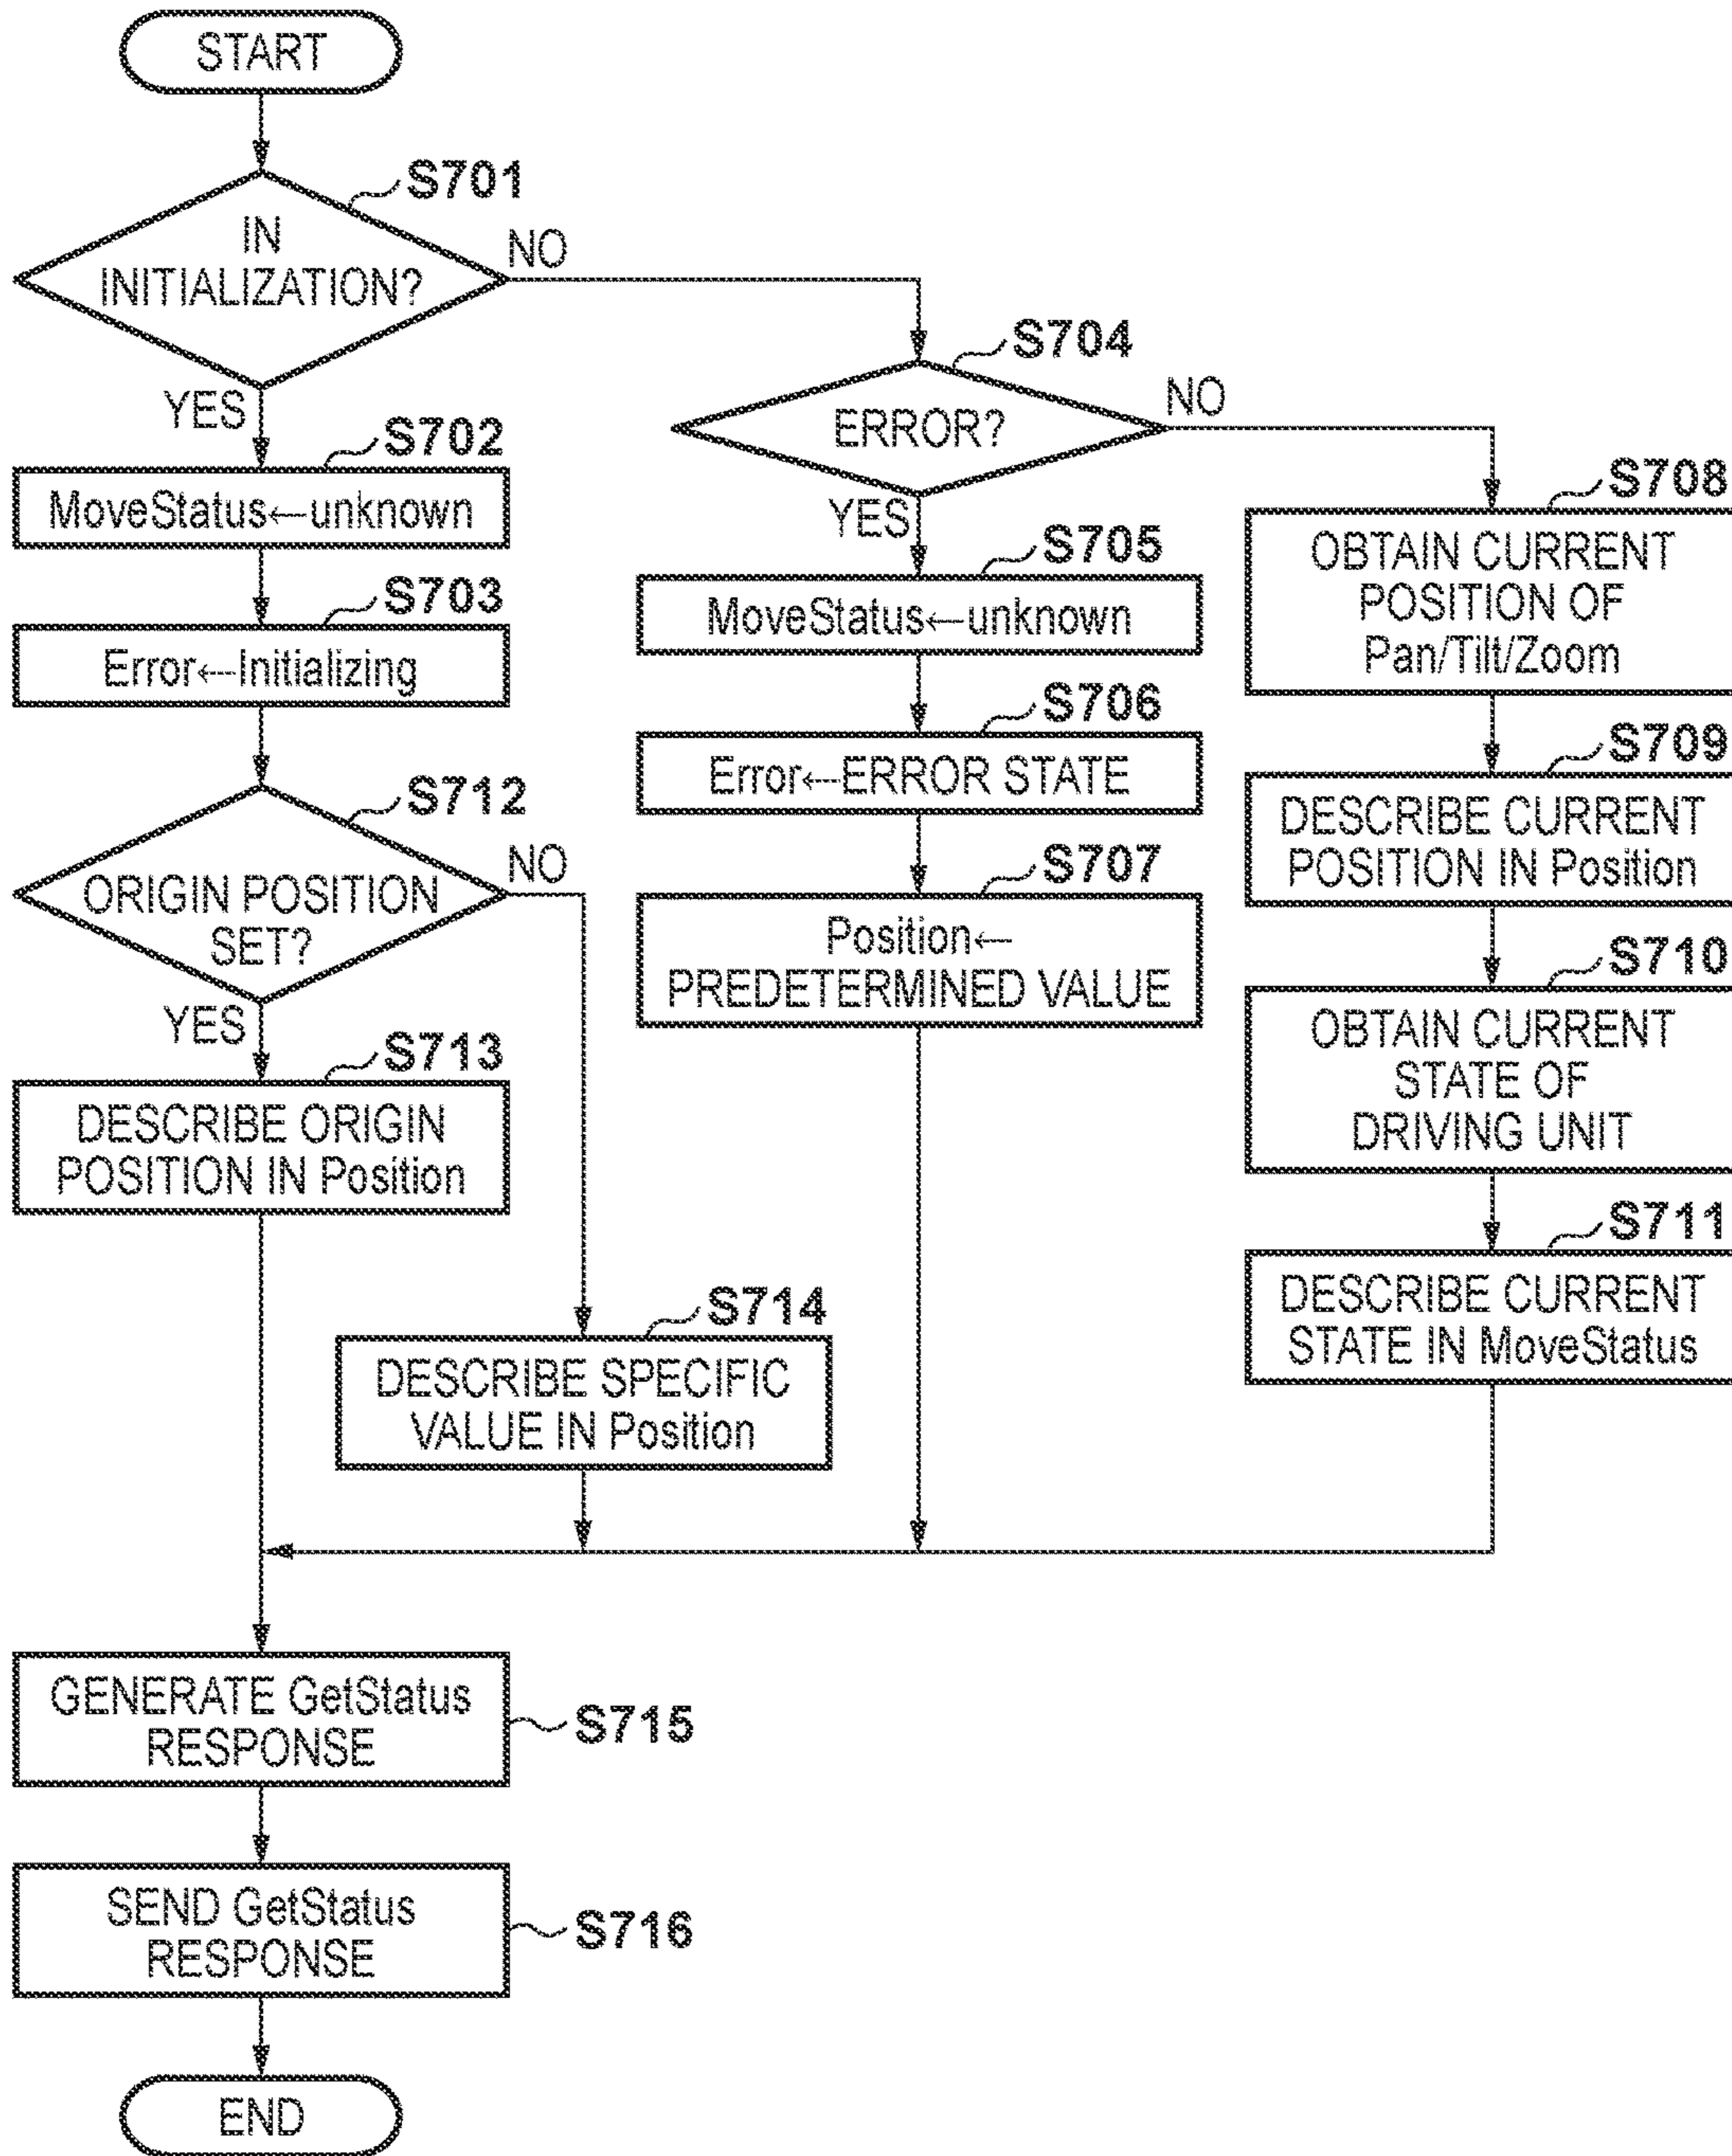 START
S701
IN
INITIALIZATION?
NO
YES
S702
MoveStatus←unknown
S703
Error←Initializing
S712
ORIGIN POSITION
SET?
NO
YES
S713
DESCRIBE ORIGIN
POSITION IN Position
S714
DESCRIBE SPECIFIC
VALUE IN Position
S704
ERROR?
NO
YES
S705
MoveStatus←unknown
S706
Error←ERROR STATE
S707
Position←
PREDETERMINED VALUE
S708
OBTAIN CURRENT
POSITION OF
Pan/Tilt/Zoom
S709
DESCRIBE CURRENT
POSITION IN Position
S710
OBTAIN CURRENT
STATE OF
DRIVING UNIT
S711
DESCRIBE CURRENT
STATE IN MoveStatus
GENERATE GetStatus
RESPONSE
S715
SEND GetStatus
RESPONSE
S716
END